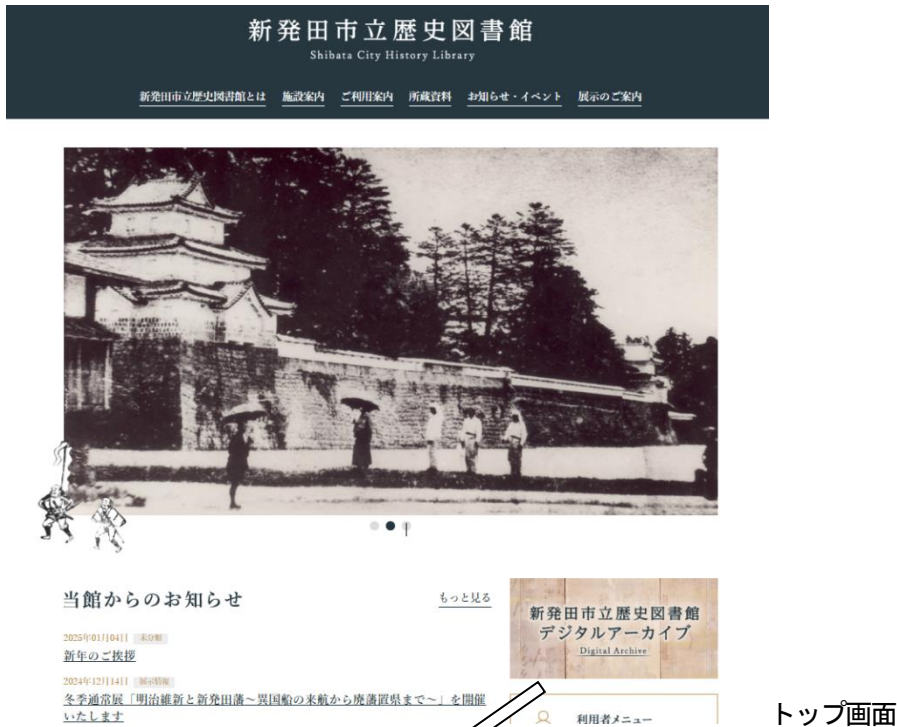 新発田市立歴史図書館
Shibata City History Library
新発田市立歴史図書館とは 施設案内 ご利用案内 所蔵資料 お知らせ・イベント 展示のご案内
当館からのお知らせ
もっと見る
2025年01月04日 未分類
新年のご挨拶
2024年12月14日 展示情報
冬季通常展「明治維新と新発田藩～異国船の来航から廃藩置県まで～」を開催
いたします
新発田市立歴史図書館
デジタルアーカイブ
Digital Archive
利用者メニュー
トップ画面